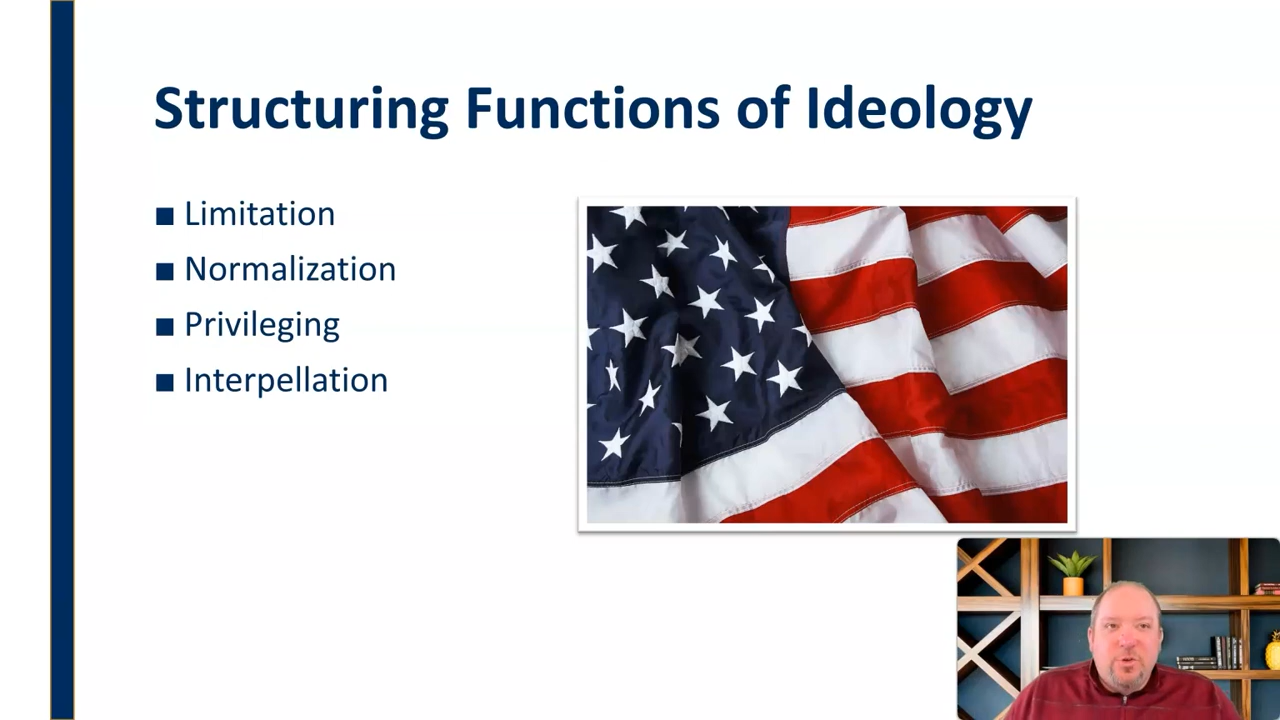 Structuring Functions of Ideology
■ Limitation
■ Normalization
■ Privileging
■ Interpellation